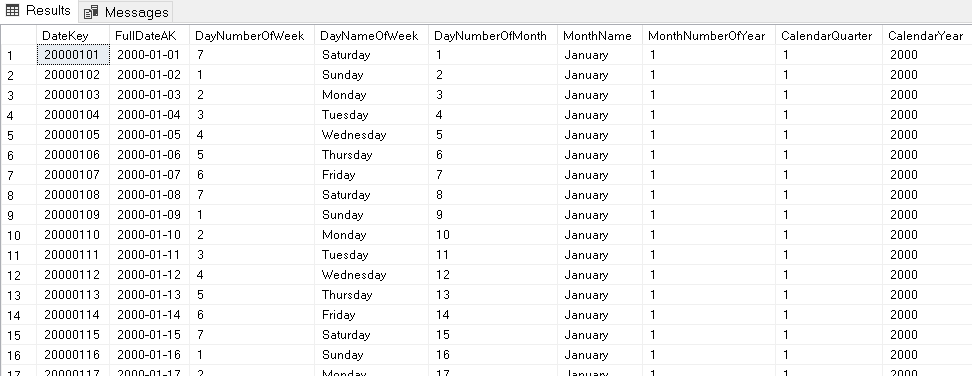 Results Messages
DateKey FullDateAK DayNumberOfWeek DayNameOfWeek DayNumberOfMonth MonthName MonthNumberOfYear CalendarQuarter CalendarYear
1 20000101 2000-01-01 7 Saturday 1 January 1 1 2000
2 20000102 2000-01-02 1 Sunday 2 January 1 1 2000
3 20000103 2000-01-03 2 Monday 3 January 1 1 2000
4 20000104 2000-01-04 3 Tuesday 4 January 1 1 2000
5 20000105 2000-01-05 4 Wednesday 5 January 1 1 2000
6 20000106 2000-01-06 5 Thursday 6 January 1 1 2000
7 20000107 2000-01-07 6 Friday 7 January 1 1 2000
8 20000108 2000-01-08 7 Saturday 8 January 1 1 2000
9 20000109 2000-01-09 1 Sunday 9 January 1 1 2000
10 20000110 2000-01-10 2 Monday 10 January 1 1 2000
11 20000111 2000-01-11 3 Tuesday 11 January 1 1 2000
12 20000112 2000-01-12 4 Wednesday 12 January 1 1 2000
13 20000113 2000-01-13 5 Thursday 13 January 1 1 2000
14 20000114 2000-01-14 6 Friday 14 January 1 1 2000
15 20000115 2000-01-15 7 Saturday 15 January 1 1 2000
16 20000116 2000-01-16 1 Sunday 16 January 1 1 2000
17 20000117 2000-01-17 2 Monday 17 January 1 1 2000